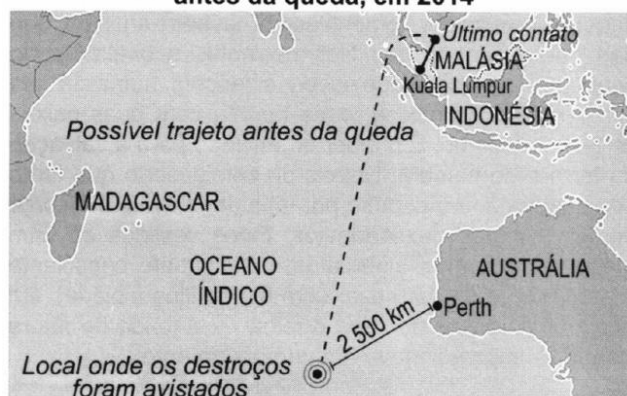 antes da queda, em 2014
Último contato
MALÁSIA
Kuala Lumpur
INDONÉSIA
Possível trajeto antes da queda
MADAGASCAR
OCEANO
ÍNDICO
AUSTRÁLIA
Perth
2 500 km
Local onde os destroços
foram avistados